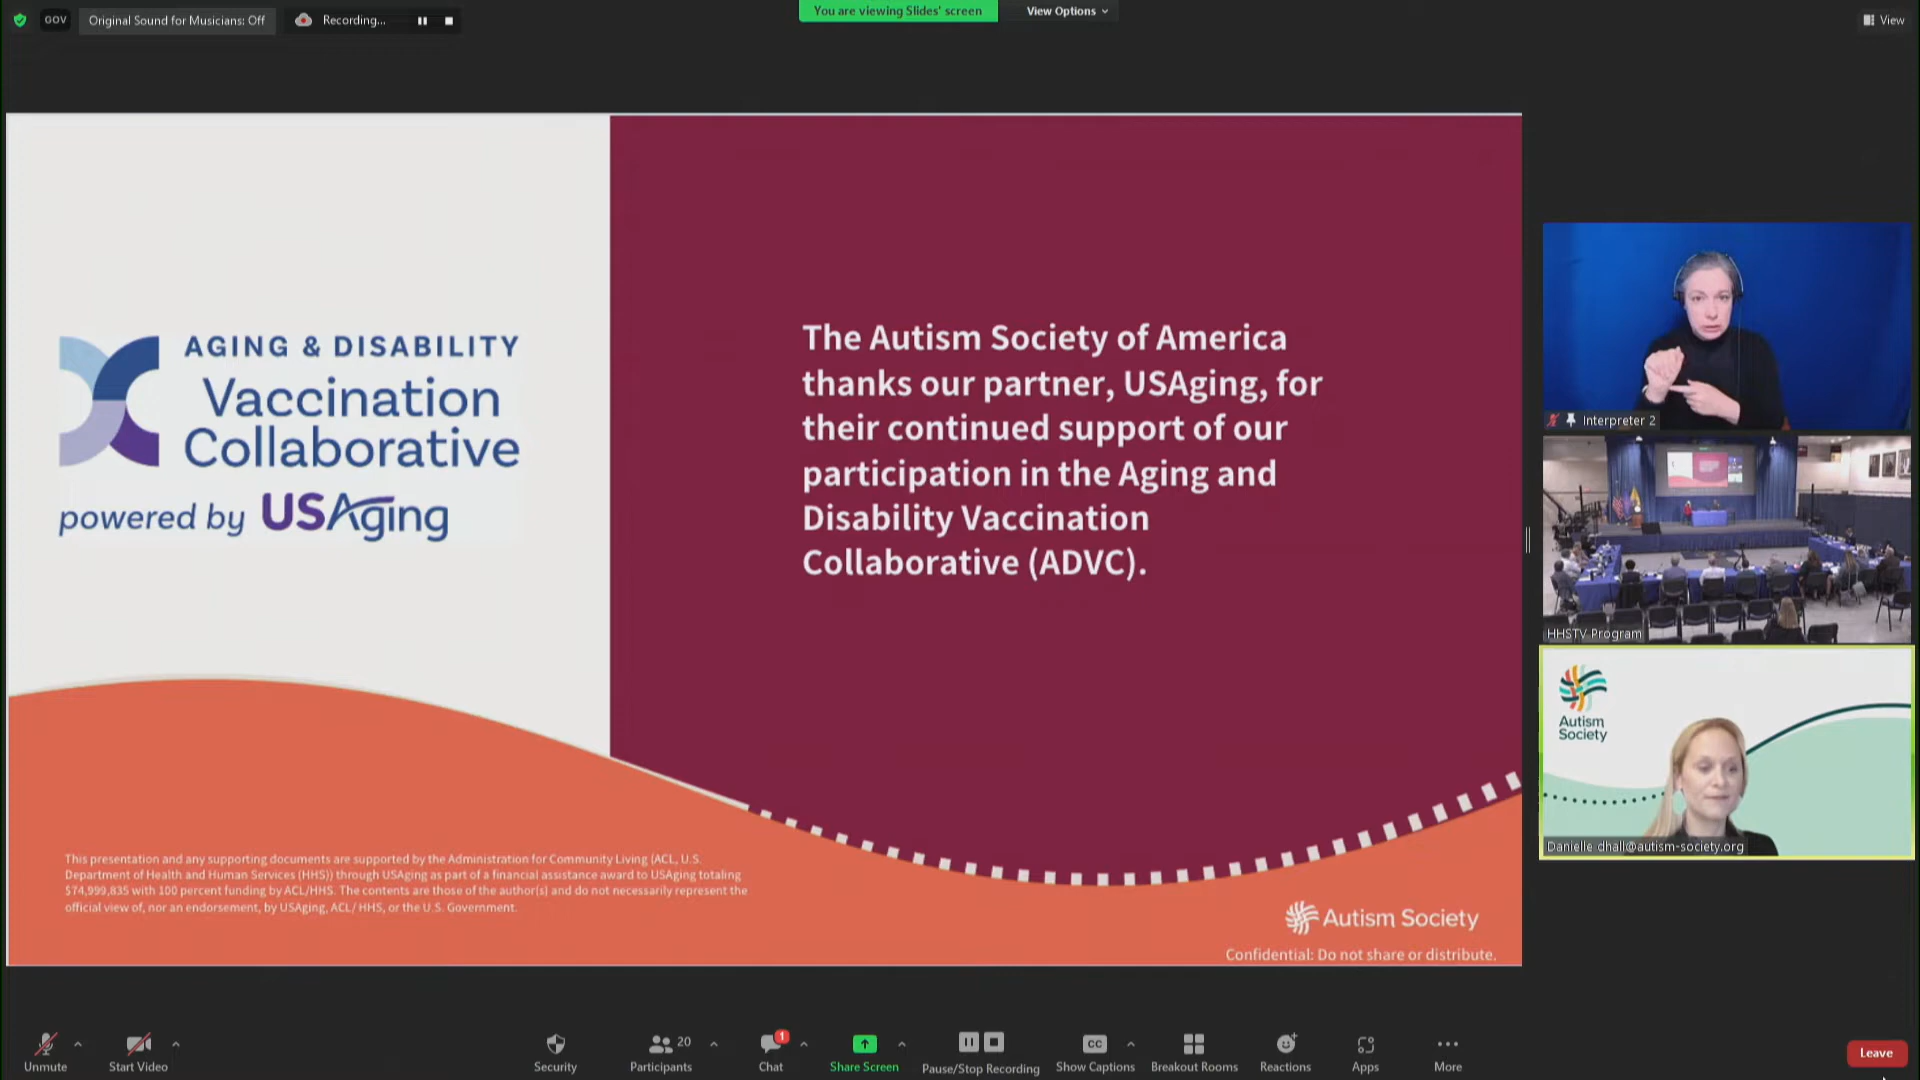 GOV
Original Sound for Musicians: Off
Recording...
You are viewing Slides' screen
View Options
View
AGING & DISABILITY
Vaccination
Collaborative
powered by USAging
The Autism Society of America
thanks our partner, USAging, for
their continued support of our
participation in the Aging and
Disability Vaccination
Collaborative (ADVC).
This presentation and any supporting documents are supported by the Administration for Community Living (ACL, U.S.
Department of Health and Human Services (HHS)) through USAging as part of a financial assistance award to USAging totaling
$74,999,835 with 100 percent funding by ACL/HHS. The contents are those of the author(s) and do not necessarily represent the
official view of, nor an endorsement, by USAging, ACL/ HHS, or the U.S. Government.
Autism Society
Confidential: Do not share or distribute.
Interpreter 2
HHSTV Program
Autism
Society
Danielle dhall@autism-society.org
Unmute
Start Video
Security
Participants
20
Chat
1
Share Screen
Pause/Stop Recording
CC
Show Captions
Breakout Rooms
Reactions
Apps
More
Leave